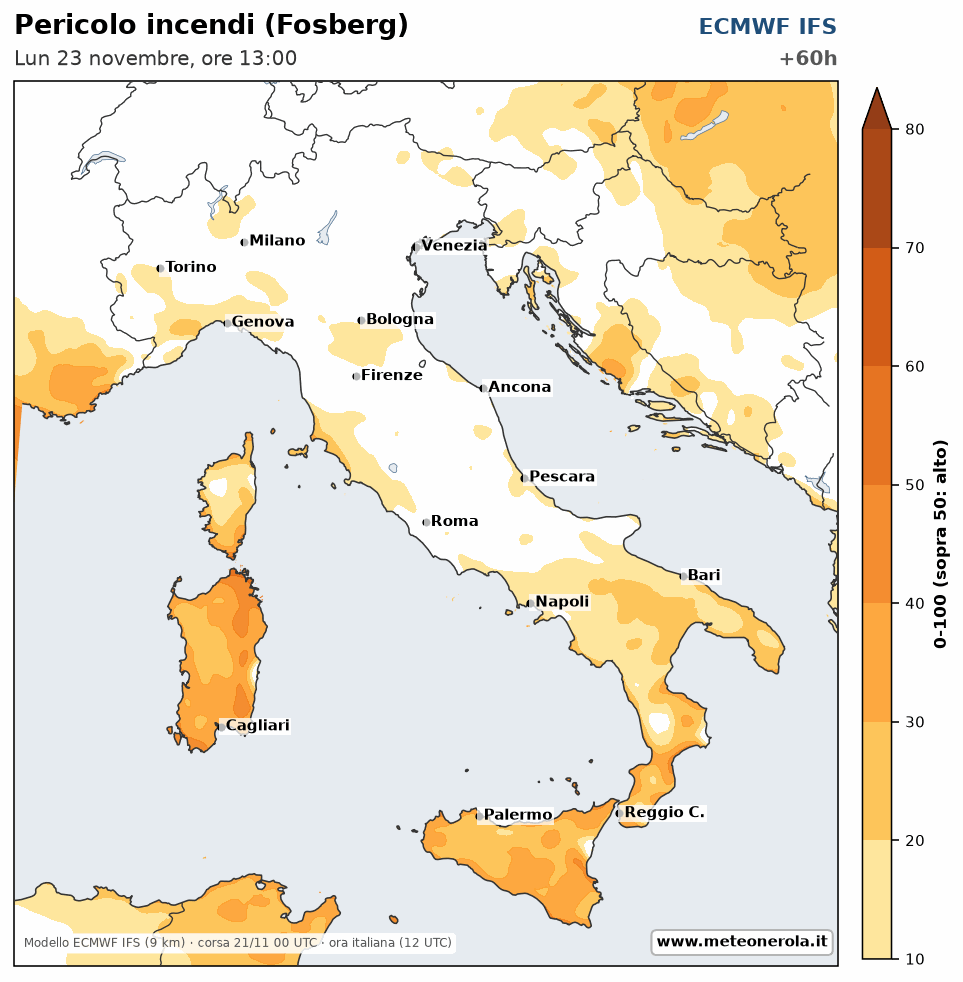 Pericolo incendi (Fosberg)
ECMWF IFS
Lun 23 novembre, ore 13:00
+60h
Milano
Venezia
Torino
Genova
Bologna
Firenze
Ancona
Pescara
Roma
Bari
Napoli
Cagliari
Palermo
Reggio C.
80
70
60
50
40
30
20
10
0-100 (sopra 50: alto)
Modello ECMWF IFS (9 km) · corsa 21/11 00 UTC · ora italiana (12 UTC)
www.meteonerola.it